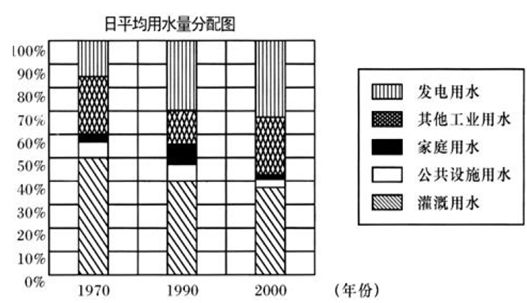 日平均用水量分配图
100%
90%
80%
70%
60%
50%
40%
30%
20%
10%
0%
1970 1990 2000 (年份)
发电用水
其他工业用水
家庭用水
公共设施用水
灌溉用水